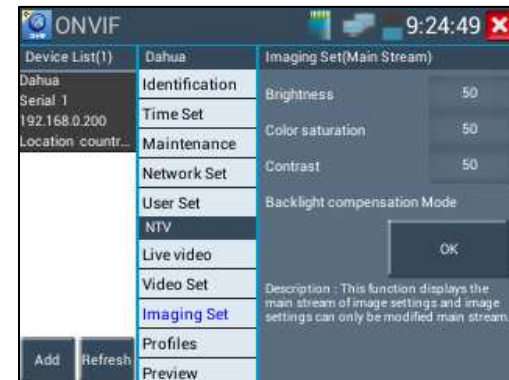 ONVIF
9:24:49
Device List(1)
Dahua
Serial 1
192.168.0.200
Location countr...
Add
Refresh
Dahua
Identification
Time Set
Maintenance
Network Set
User Set
NTV
Live video
Video Set
Imaging Set
Profiles
Preview
Imaging Set(Main Stream)
Brightness 50
Color saturation 50
Contrast 50
Backlight compensation Mode
OK
Description : This function displays the
main stream of image settings and image
settings can only be modified main stream.